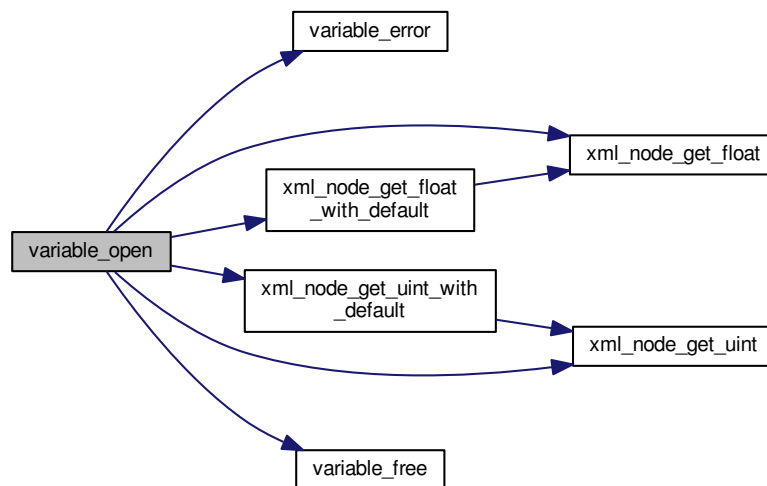 variable_error
xml_node_get_float
xml_node_get_float
_with_default
variable_open
xml_node_get_uint_with
_default
xml_node_get_uint
variable_free